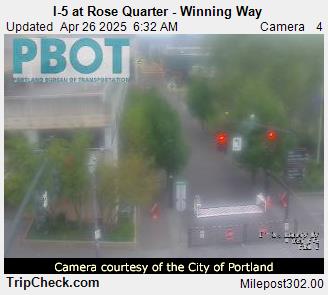 I-5 at Rose Quarter - Winning Way
Updated Apr 26 2025 6:32 AM Camera 4
PBOT
PORTLAND BUREAU OF TRANSPORTATION
Camera courtesy of the City of Portland
TripCheck.com Milepost302.00